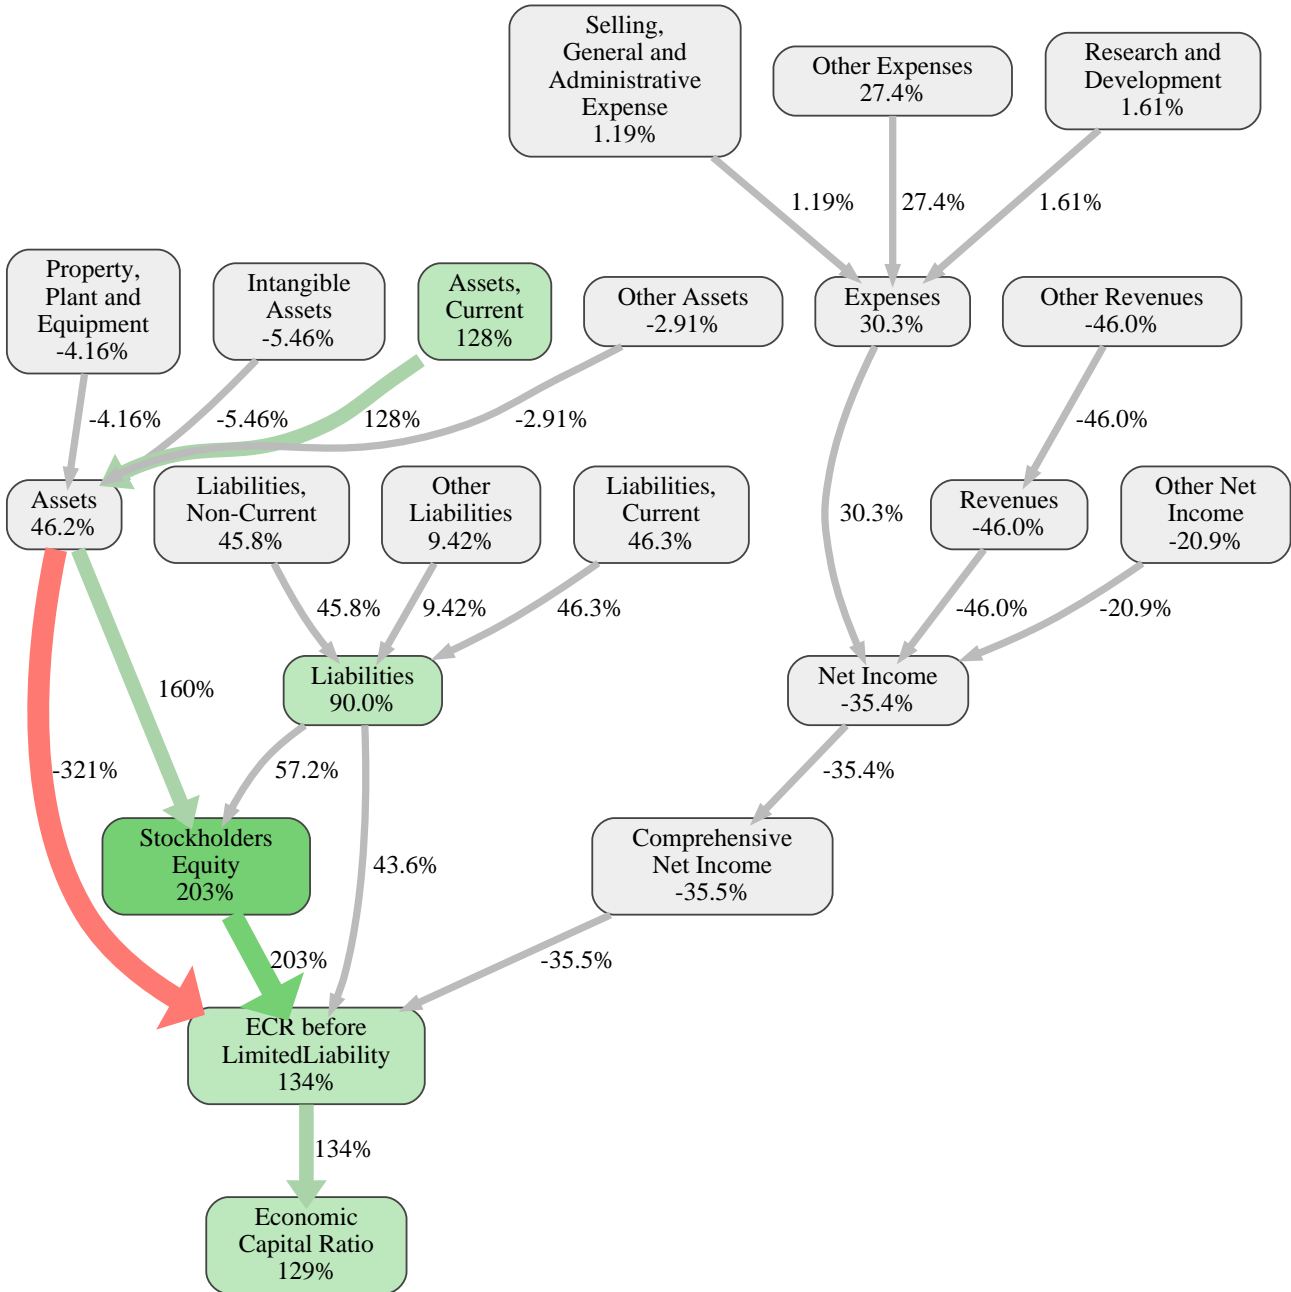 Selling,
General and
Administrative
Expense
1.19%
Other Expenses
27.4%
Research and
Development
1.61%
1.19%
27.4%
1.61%
Property,
Plant and
Equipment
-4.16%
Intangible
Assets
-5.46%
Assets,
Current
128%
Other Assets
-2.91%
Expenses
30.3%
Other Revenues
-46.0%
-4.16%
-5.46%
128%
-2.91%
-46.0%
Assets
46.2%
Liabilities,
Non-Current
45.8%
Other
Liabilities
9.42%
Liabilities,
Current
46.3%
30.3%
Revenues
-46.0%
Other Net
Income
-20.9%
45.8%
9.42%
46.3%
-46.0%
-20.9%
160%
Liabilities
90.0%
Net Income
-35.4%
-321%
57.2%
-35.4%
Stockholders
Equity
203%
43.6%
Comprehensive
Net Income
-35.5%
203%
-35.5%
ECR before
LimitedLiability
134%
134%
Economic
Capital Ratio
129%